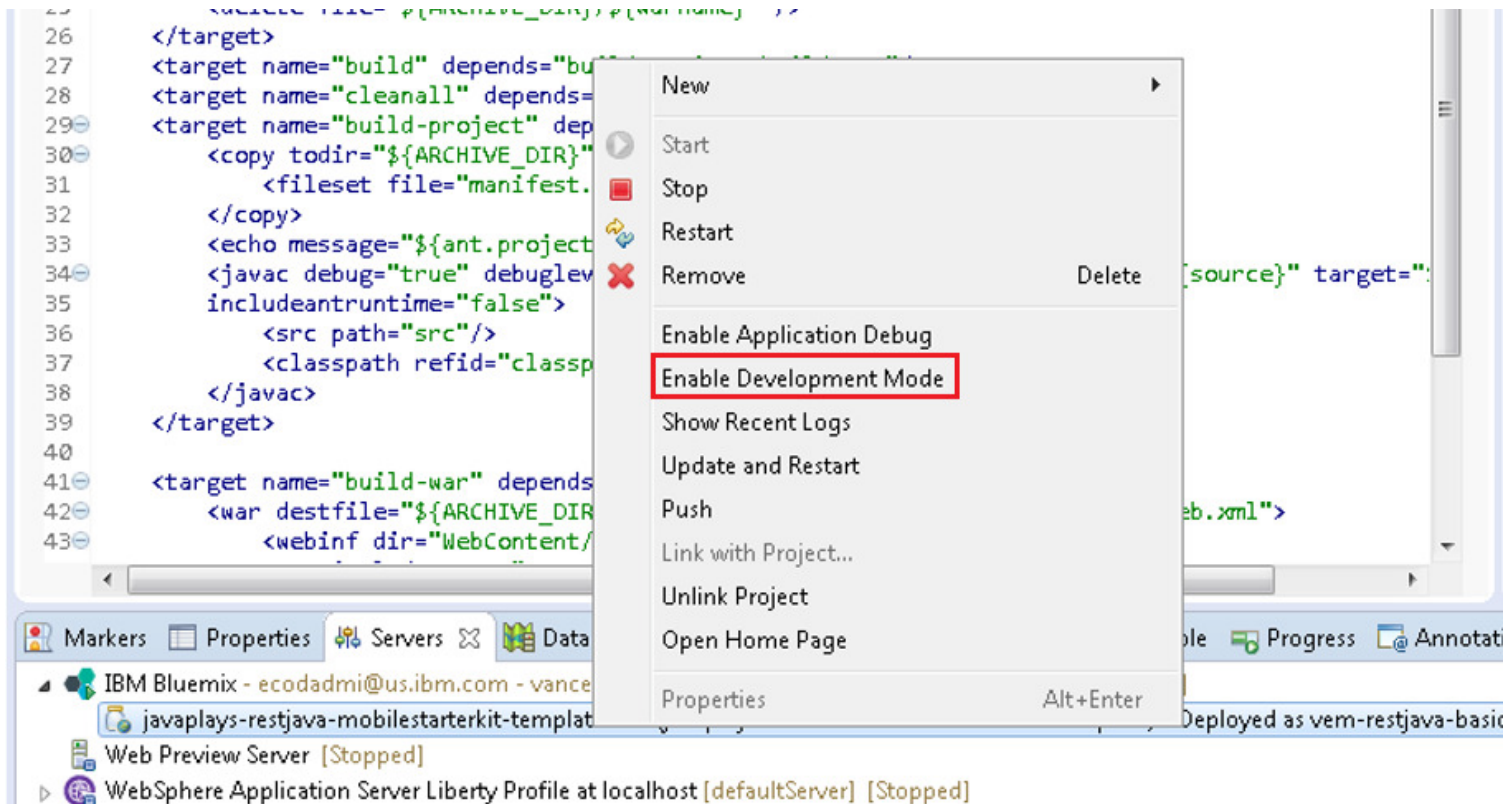 25 <delete file="${ARCHIVE_DIR}/${warname}" />
26 </target>
27 <target name="build" depends="bu
28 <target name="cleanall" depends=
29 <target name="build-project" dep
30 <copy todir="${ARCHIVE_DIR}"
31 <fileset file="manifest.
32 </copy>
33 <echo message="${ant.project
34 <javac debug="true" debuglev {source}" target="
35 includeantruntime="false">
36 <src path="src"/>
37 <classpath refid="classp
38 </javac>
39 </target>
40
41 <target name="build-war" depends
42 <war destfile="${ARCHIVE_DIR eb.xml">
43 <webinf dir="WebContent/
New
Start
Stop
Restart
Remove Delete
Enable Application Debug
Enable Development Mode
Show Recent Logs
Update and Restart
Push
Link with Project...
Unlink Project
Open Home Page
Properties Alt+Enter
Markers Properties Servers Data ole Progress Annotati
IBM Bluemix - ecodadmi@us.ibm.com - vance
javaplays-restjava-mobilestarterkit-templat Deployed as vem-restjava-basic
Web Preview Server [Stopped]
WebSphere Application Server Liberty Profile at localhost [defaultServer] [Stopped]